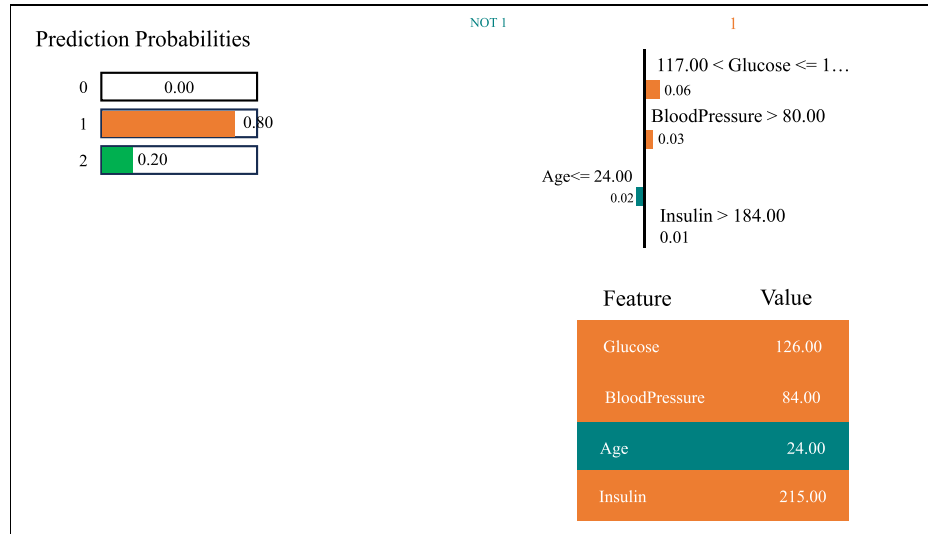 NOT 1
1
Prediction Probabilities
0 0.00
1 0.80
2 0.20
117.00 < Glucose <= 1…
0.06
BloodPressure > 80.00
0.03
Age<= 24.00
0.02
Insulin > 184.00
0.01
Feature Value
Glucose 126.00
BloodPressure 84.00
Age 24.00
Insulin 215.00